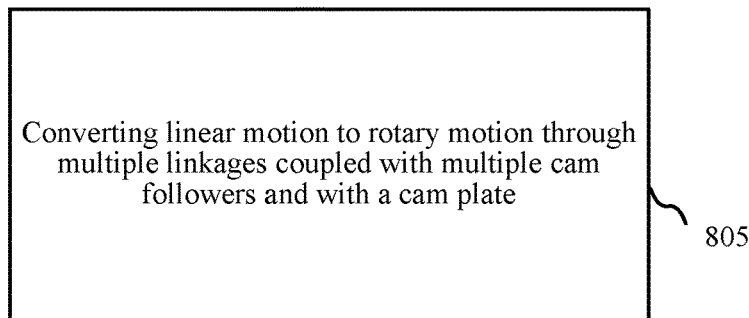 Converting linear motion to rotary motion through
multiple linkages coupled with multiple cam
followers and with a cam plate
805